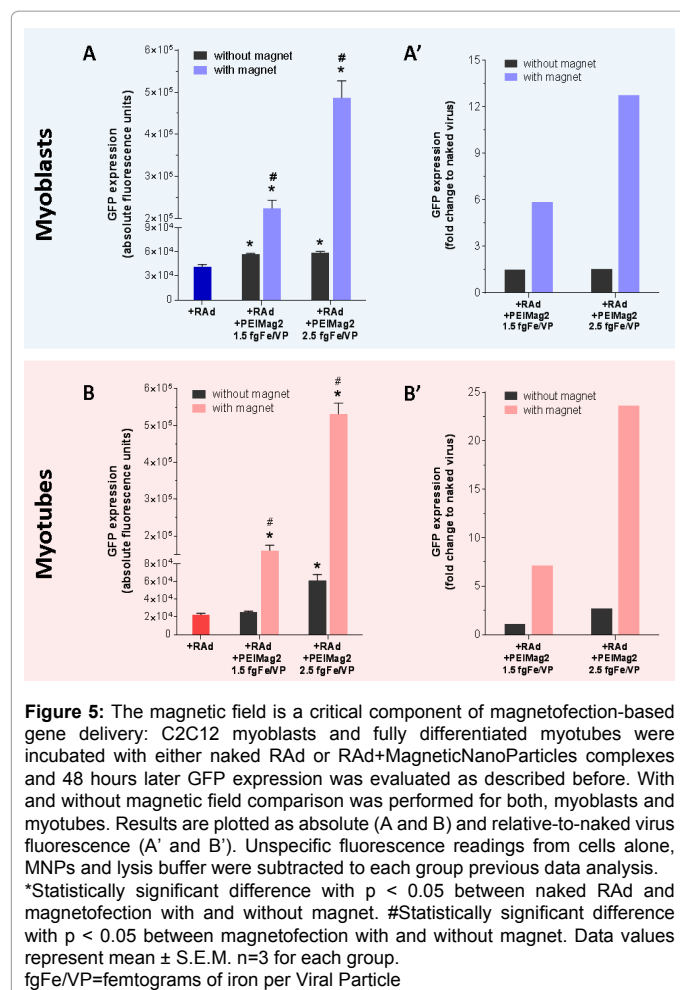 Myoblasts
A
GFP expression
(absolute fluorescence units)
6×10⁵
5×10⁵
3×10⁵
2×10⁵
9×10⁴
6×10⁴
3×10⁴
0
without magnet
with magnet
*
#
*
*
#
*
+RAd
+RAd
+PEIMag2
1.5 fgFe/VP
+RAd
+PEIMag2
2.5 fgFe/VP
A'
GFP expression
(fold change to naked virus)
15
12
9
6
3
0
without magnet
with magnet
+RAd
+PEIMag2
1.5 fgFe/VP
+RAd
+PEIMag2
2.5 fgFe/VP
Myotubes
B
GFP expression
(absolute fluorescence units)
6×10⁵
5×10⁵
3×10⁵
2×10⁵
8×10⁴
6×10⁴
4×10⁴
2×10⁴
0
without magnet
with magnet
#
*
*
#
*
+RAd
+RAd
+PEIMag2
1.5 fgFe/VP
+RAd
+PEIMag2
2.5 fgFe/VP
B'
GFP expression
(fold change to naked virus)
25
20
15
10
5
0
without magnet
with magnet
+RAd
+PEIMag2
1.5 fgFe/VP
+RAd
+PEIMag2
2.5 fgFe/VP
Figure 5: The magnetic field is a critical component of magnetofection-based
gene delivery: C2C12 myoblasts and fully differentiated myotubes were
incubated with either naked RAd or RAd+MagneticNanoParticles complexes
and 48 hours later GFP expression was evaluated as described before. With
and without magnetic field comparison was performed for both, myoblasts and
myotubes. Results are plotted as absolute (A and B) and relative-to-naked virus
fluorescence (A' and B'). Unspecific fluorescence readings from cells alone,
MNPs and lysis buffer were subtracted to each group previous data analysis.
*Statistically significant difference with p < 0.05 between naked RAd and
magnetofection with and without magnet. #Statistically significant difference
with p < 0.05 between magnetofection with and without magnet. Data values
represent mean ± S.E.M. n=3 for each group.
fgFe/VP=femtograms of iron per Viral Particle